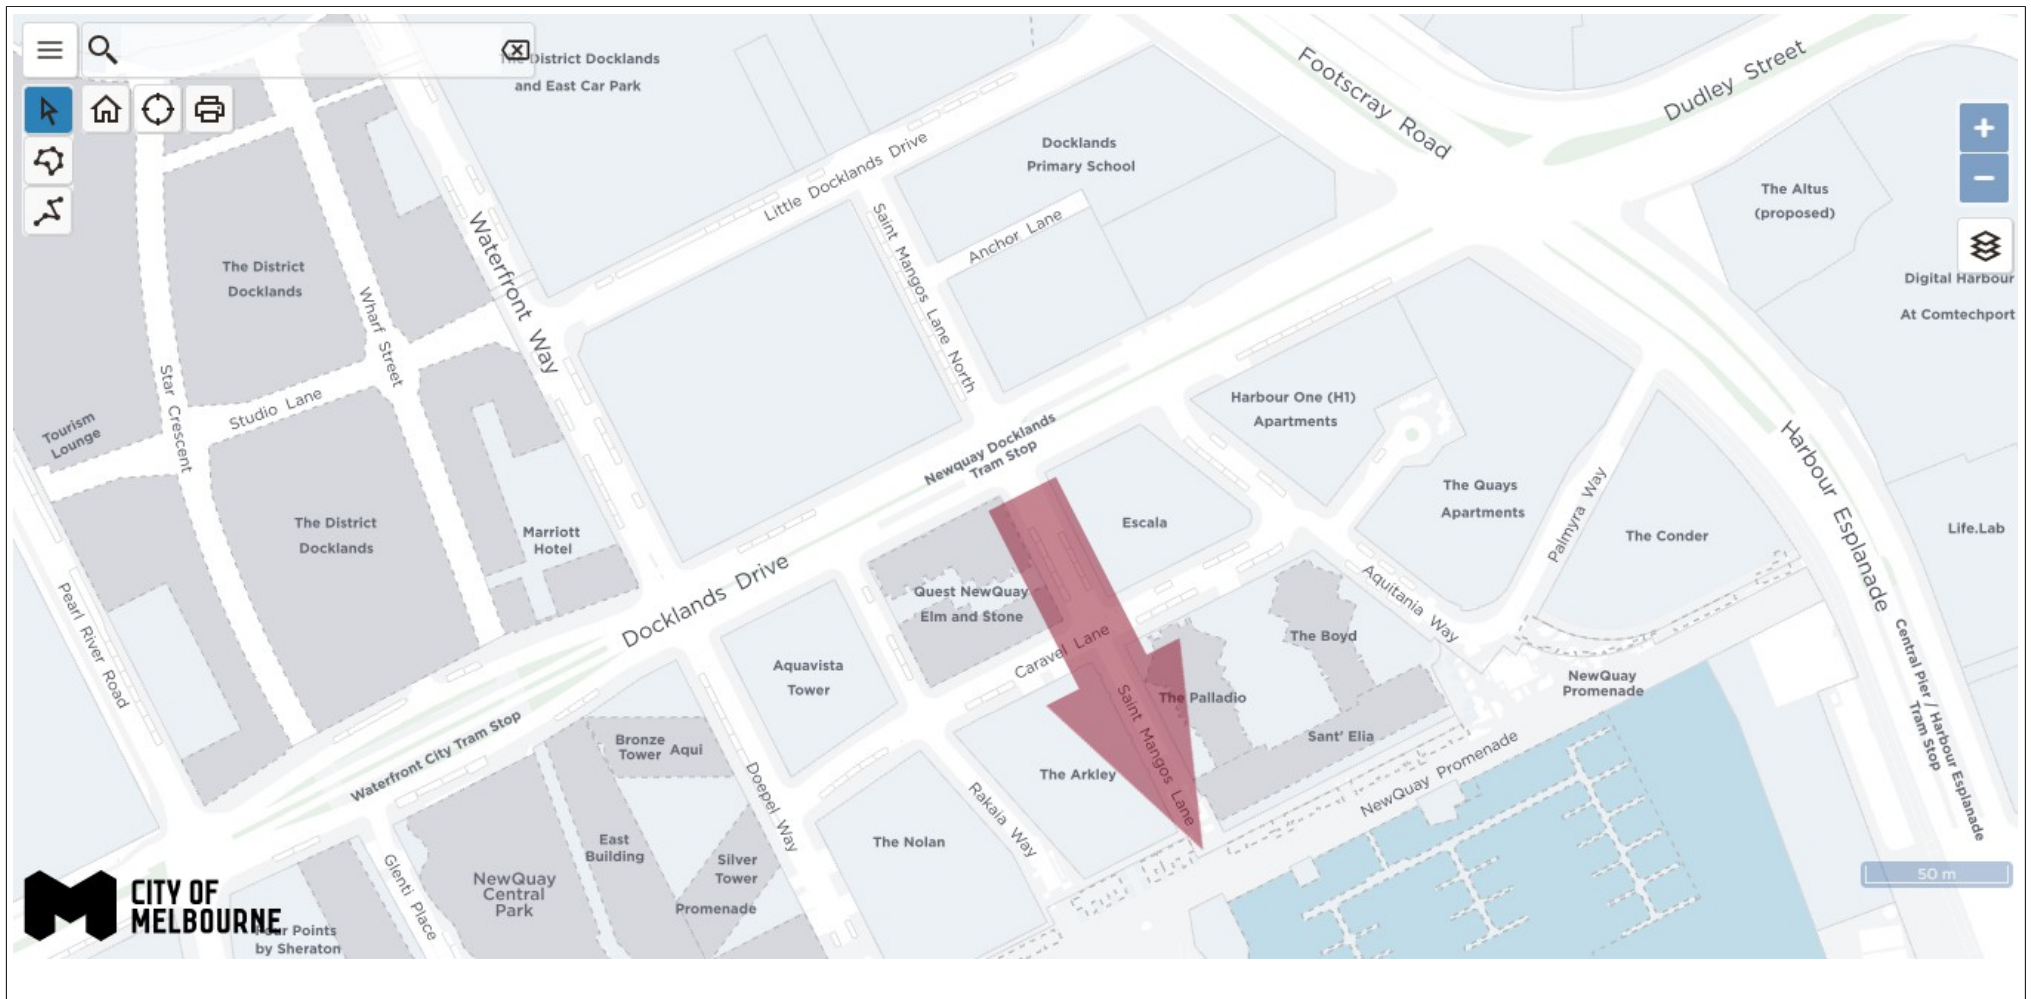 The District Docklands
and East Car Park
Footscray Road
Dudley Street
Docklands
Primary School
Little Docklands Drive
The Altus
(proposed)
Saint Mangos Lane North
Anchor Lane
Waterfront Way
The District
Docklands
Digital Harbour
At Comtechport
Wharf Street
Star Crescent
Studio Lane
Tourism
Lounge
Harbour One (H1)
Apartments
Newquay Docklands
Tram Stop
Harbour Esplanade
The Quays
Apartments
Palmyra Way
The Conder
Life.Lab
The District
Docklands
Marriott
Hotel
Escala
Docklands Drive
Quest NewQuay
Elm and Stone
Aquitania Way
Pearl River Road
Caravel Lane
The Boyd
Central Pier / Harbour Esplanade
Tram Stop
Aquavista
Tower
NewQuay
Promenade
The Palladio
Saint Mangos Lane
Sant' Elia
Waterfront City Tram Stop
Bronze
Tower
Aqui
Doepel Way
The Arkley
NewQuay Promenade
Rakaia Way
The Nolan
East
Building
Silver
Tower
Promenade
Glenti Place
NewQuay
Central
Park
50 m
CITY OF
MELBOURNE
Four Points
by Sheraton